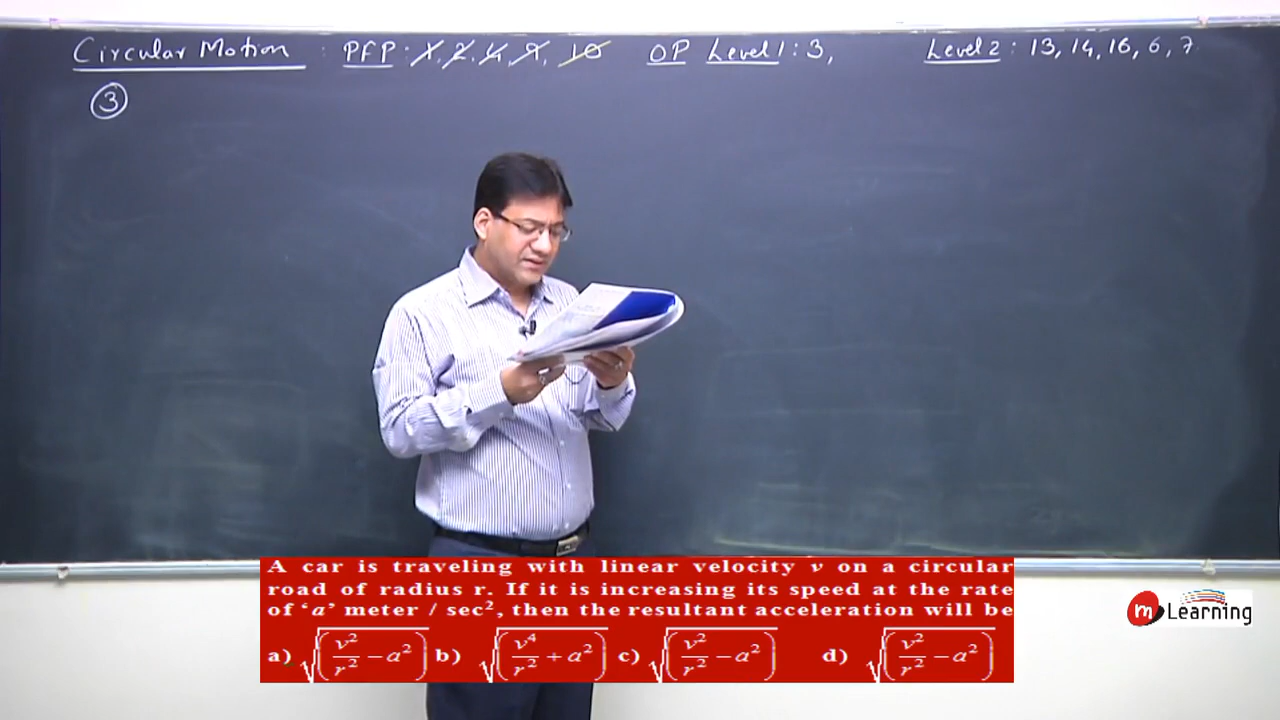 Circular Motion : PFP : 1, 2, 4, 9, 10 OP Level 1 : 3, Level 2 : 13, 14, 16, 6, 7
3
A car is traveling with linear velocity v on a circular
road of radius r. If it is increasing its speed at the rate
of ‘a’ meter / sec², then the resultant acceleration will be
a) √(v²/r² − a²) b) √(v⁴/r² + a²) c) √(v²/r² − a²) d) √(v²/r² − a²)
m Learning